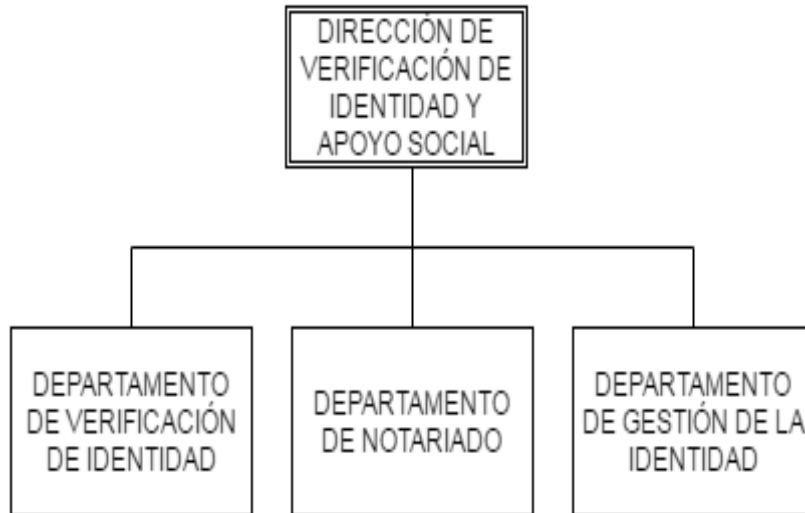 DIRECCIÓN DE
VERIFICACIÓN DE
IDENTIDAD Y
APOYO SOCIAL
DEPARTAMENTO
DE VERIFICACIÓN
DE IDENTIDAD
DEPARTAMENTO
DE NOTARIADO
DEPARTAMENTO
DE GESTIÓN DE LA
IDENTIDAD